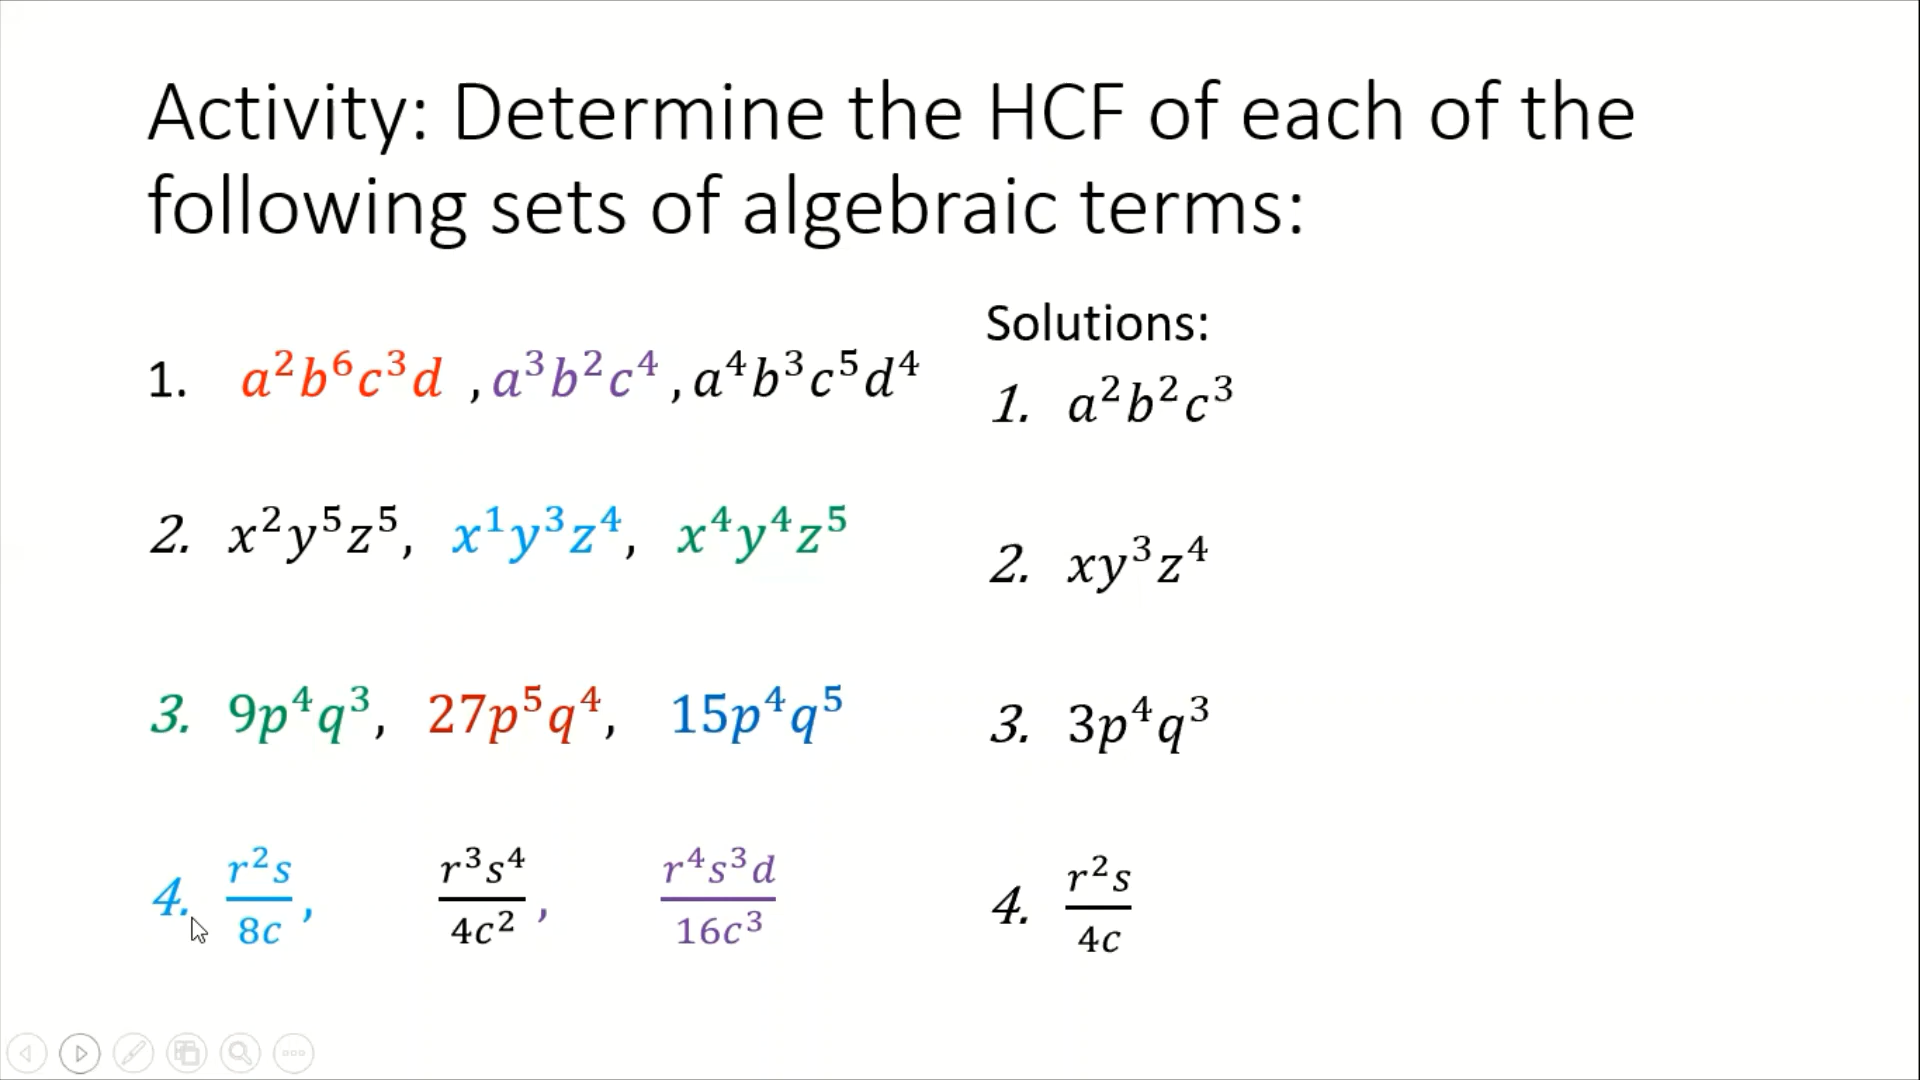 Activity: Determine the HCF of each of the
following sets of algebraic terms:
1. a²b⁶c³d , a³b²c⁴ , a⁴b³c⁵d⁴
2. x²y⁵z⁵, x¹y³z⁴, x⁴y⁴z⁵
3. 9p⁴q³, 27p⁵q⁴, 15p⁴q⁵
4. r²s/8c, r³s⁴/4c², r⁴s³d/16c³
Solutions:
1. a²b²c³
2. xy³z⁴
3. 3p⁴q³
4. r²s/4c